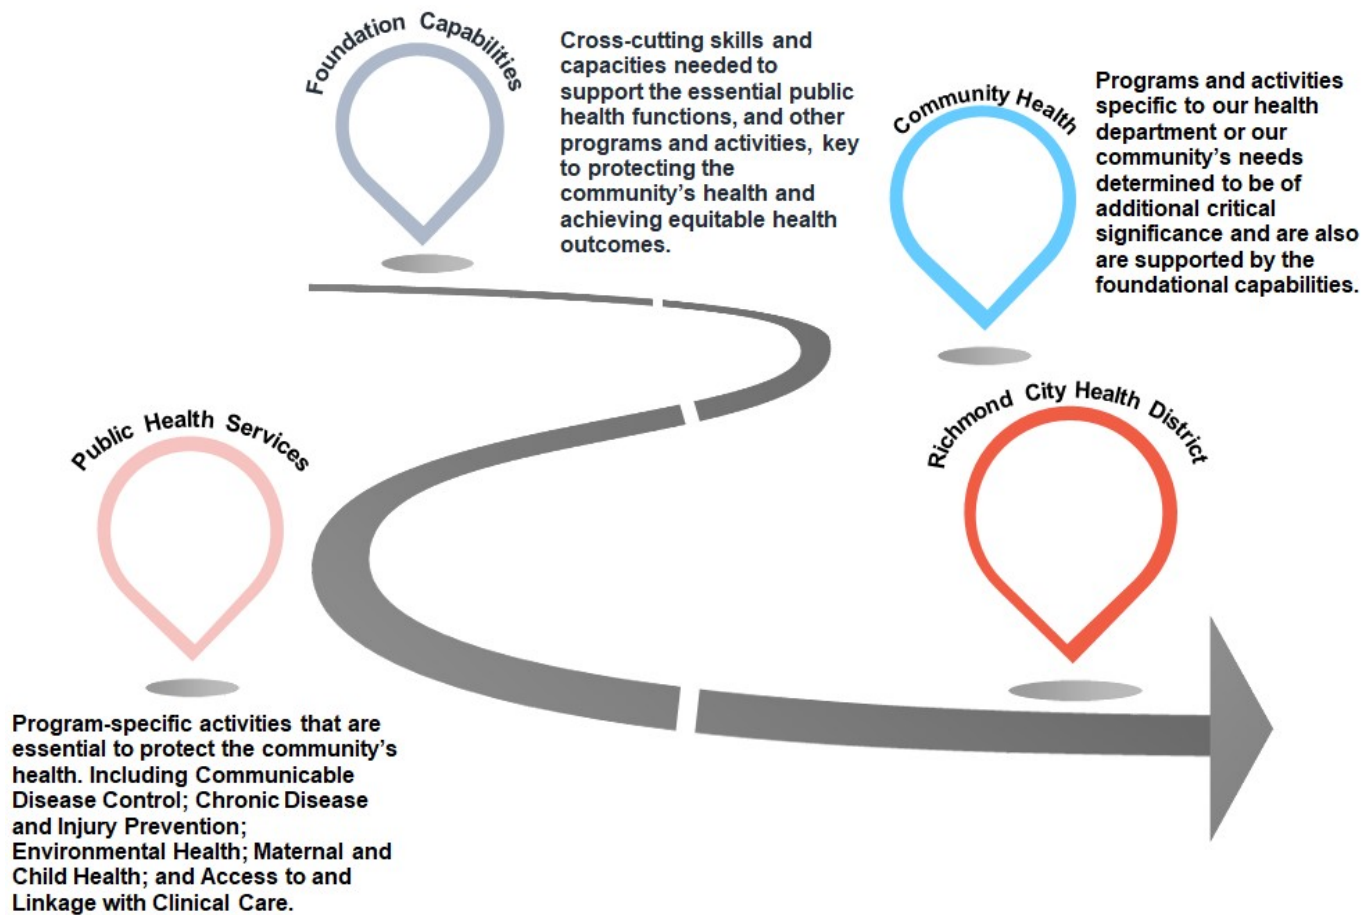 Foundation Capabilities
Cross-cutting skills and
capacities needed to
support the essential public
health functions, and other
programs and activities, key
to protecting the
community’s health and
achieving equitable health
outcomes.
Community Health
Programs and activities
specific to our health
department or our
community’s needs
determined to be of
additional critical
significance and are also
are supported by the
foundational capabilities.
Public Health Services
Program-specific activities that are
essential to protect the community’s
health. Including Communicable
Disease Control; Chronic Disease
and Injury Prevention;
Environmental Health; Maternal and
Child Health; and Access to and
Linkage with Clinical Care.
Richmond City Health District